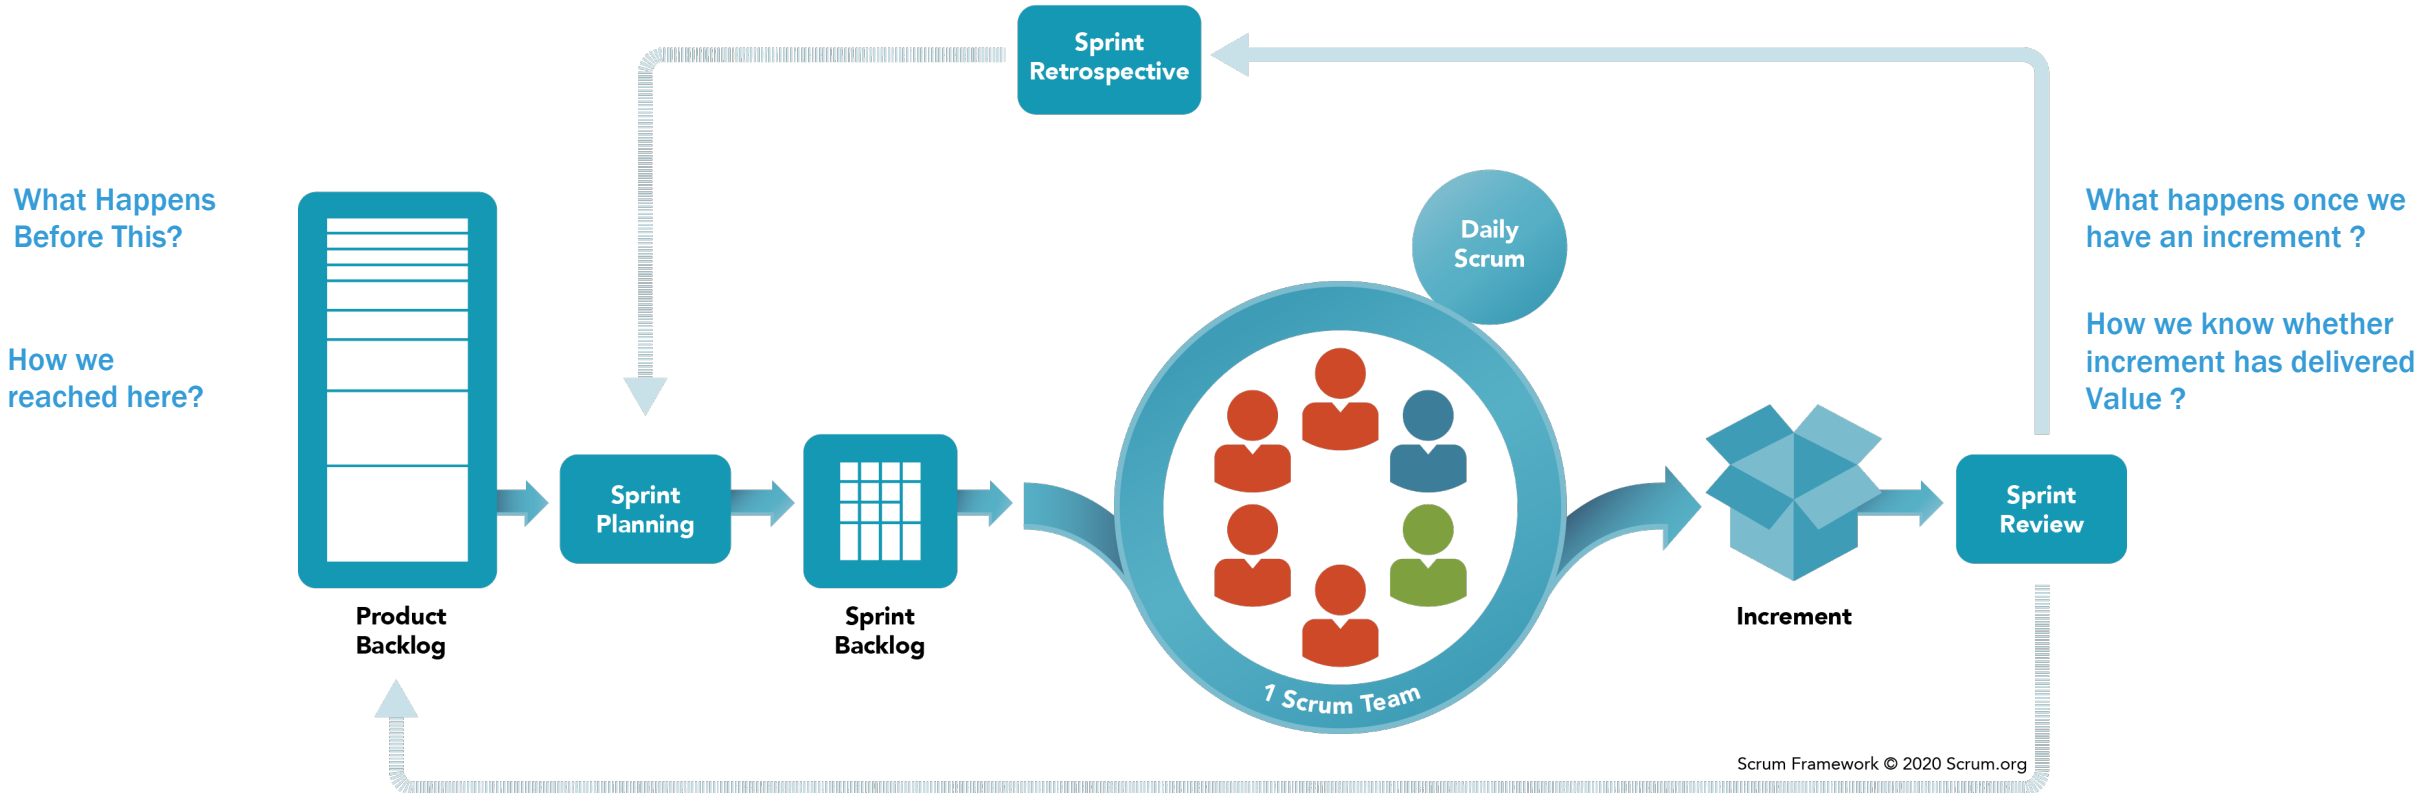 Sprint
Retrospective
What Happens
Before This?
How we
reached here?
Daily
Scrum
What happens once we
have an increment ?
How we know whether
increment has delivered
Value ?
Sprint
Planning
Sprint
Review
Product
Backlog
Sprint
Backlog
1 Scrum Team
Increment
Scrum Framework © 2020 Scrum.org